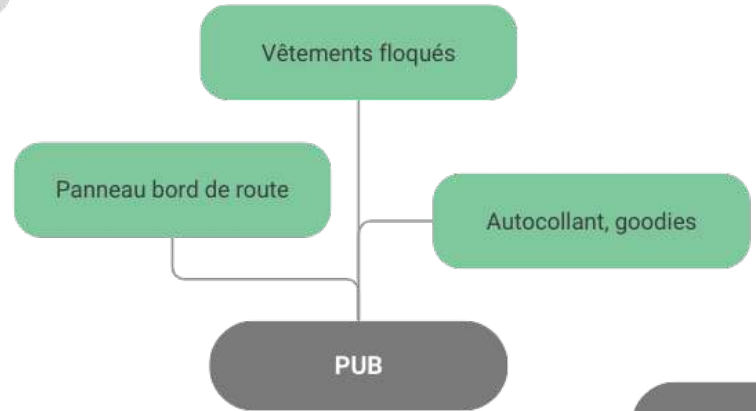 Vêtements floqués
Panneau bord de route
Autocollant, goodies
PUB